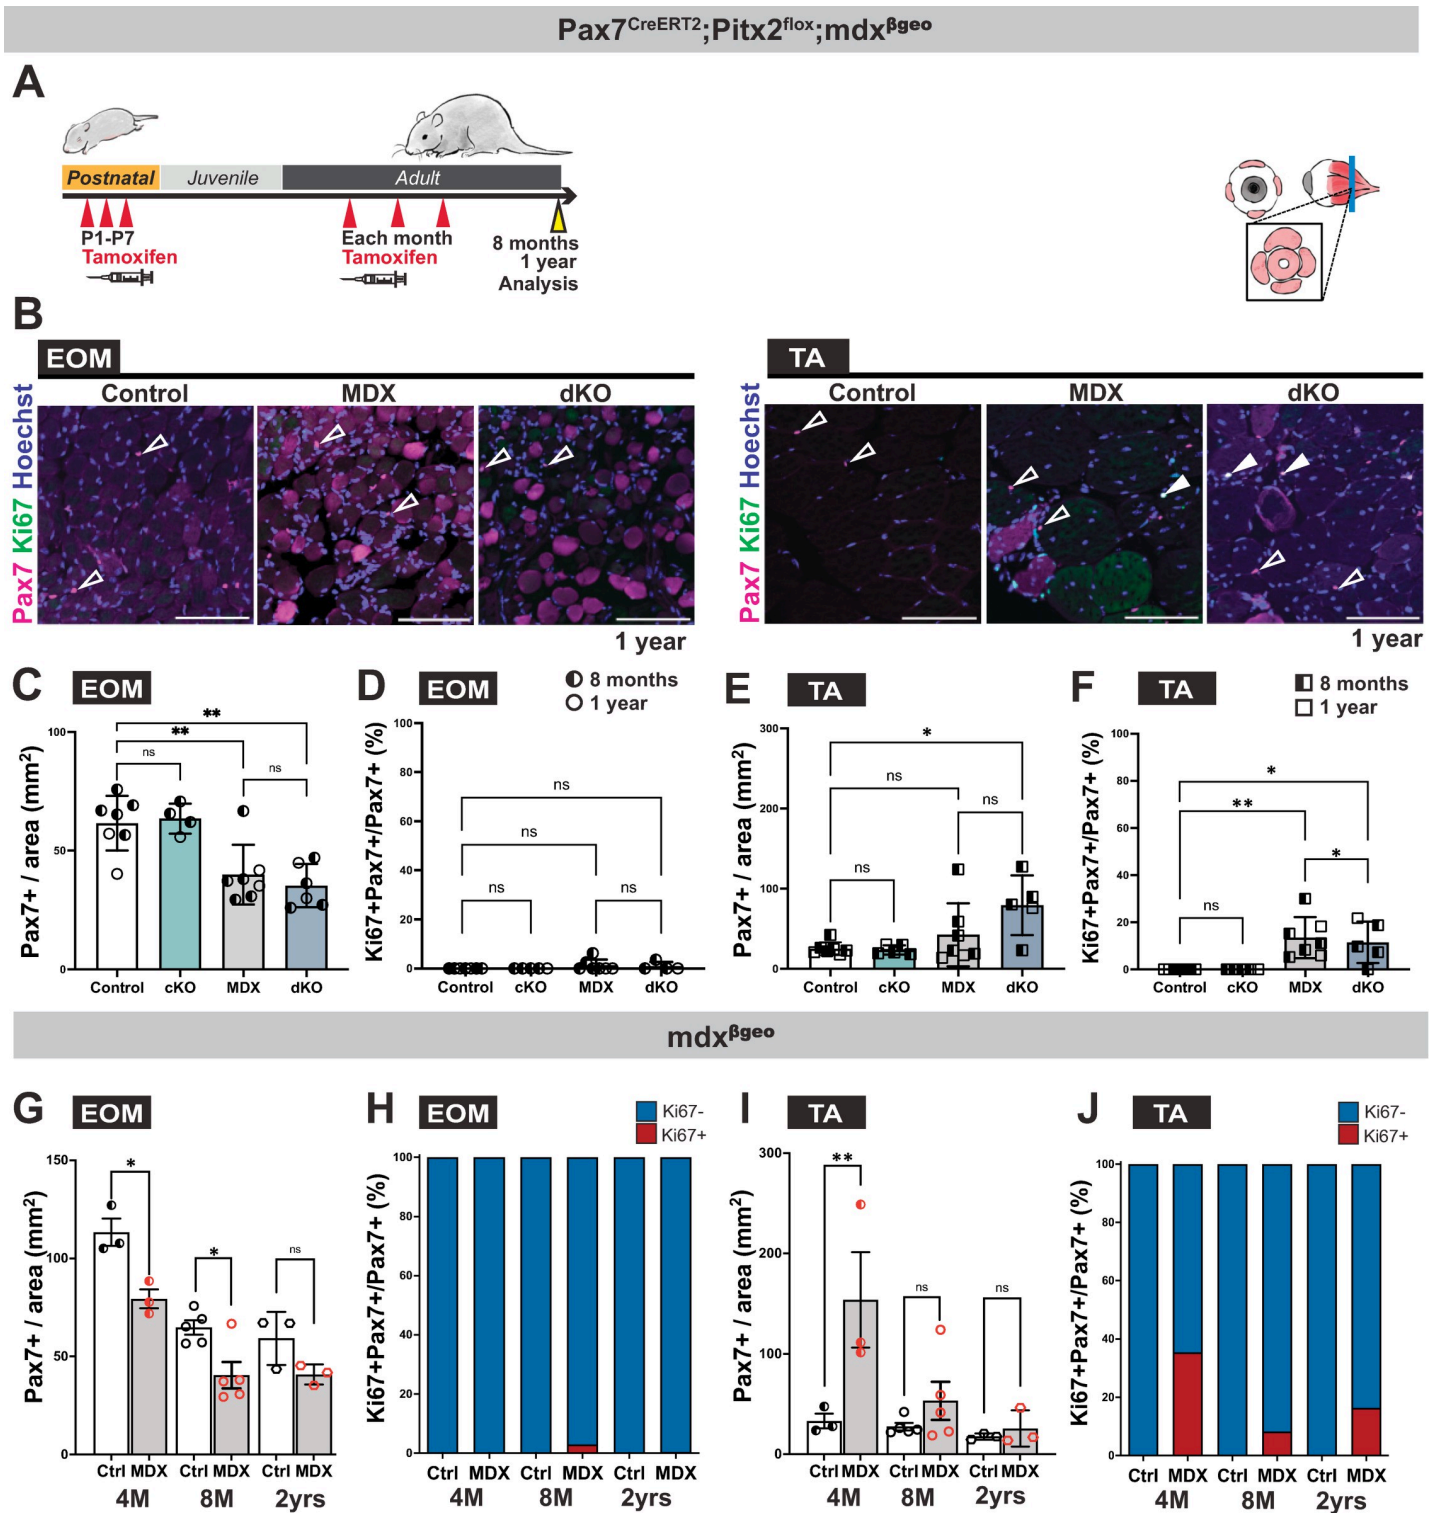 Pax7CreERT2;Pitx2flox;mdxβgeo
A
Postnatal Juvenile Adult
P1-P7
Tamoxifen
Each month
Tamoxifen
8 months
1 year
Analysis
B
EOM
Control MDX dKO
Pax7 Ki67 Hoechst
1 year
TA
Control MDX dKO
Pax7 Ki67 Hoechst
1 year
C
EOM
Pax7+ / area (mm2)
100
50
0
**
**
ns
ns
Control cKO MDX dKO
D
EOM
8 months
1 year
Ki67+Pax7+/Pax7+ (%)
100
80
60
40
20
0
ns
ns
ns
ns
Control cKO MDX dKO
E
TA
Pax7+ / area (mm2)
300
200
100
0
*
ns
ns
ns
Control cKO MDX dKO
F
TA
8 months
1 year
Ki67+Pax7+/Pax7+ (%)
100
80
60
40
20
0
*
**
*
ns
Control cKO MDX dKO
mdxβgeo
G
EOM
Pax7+ / area (mm2)
150
100
50
0
*
*
ns
Ctrl MDX Ctrl MDX Ctrl MDX
4M 8M 2yrs
H
EOM
Ki67-
Ki67+
Ki67+Pax7+/Pax7+ (%)
100
80
60
40
20
0
Ctrl MDX Ctrl MDX Ctrl MDX
4M 8M 2yrs
I
TA
Pax7+ / area (mm2)
300
200
100
0
**
ns
ns
Ctrl MDX Ctrl MDX Ctrl MDX
4M 8M 2yrs
J
TA
Ki67-
Ki67+
Ki67+Pax7+/Pax7+ (%)
100
80
60
40
20
0
Ctrl MDX Ctrl MDX Ctrl MDX
4M 8M 2yrs